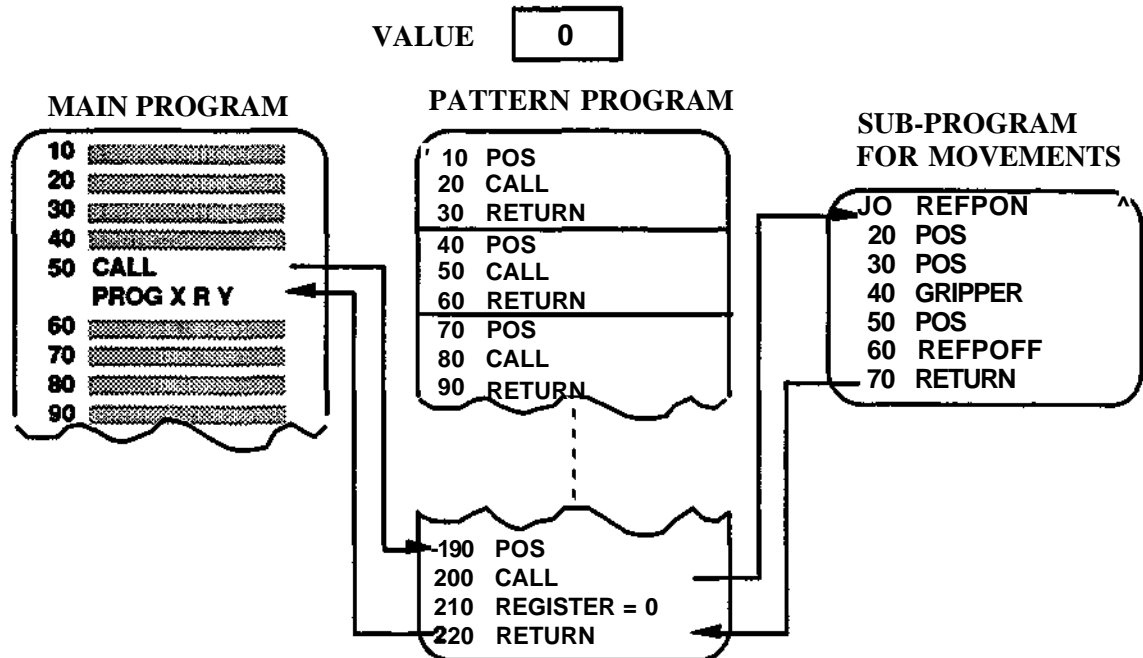 VALUE 0
MAIN PROGRAM
10
20
30
40
50 CALL
PROG X R Y
60
70
80
90
PATTERN PROGRAM
' 10 POS
20 CALL
30 RETURN
40 POS
50 CALL
60 RETURN
70 POS
80 CALL
90 RETURN
-190 POS
200 CALL
210 REGISTER = 0
220 RETURN
SUB-PROGRAM
FOR MOVEMENTS
JO REFPON ^
20 POS
30 POS
40 GRIPPER
50 POS
60 REFPOFF
70 RETURN